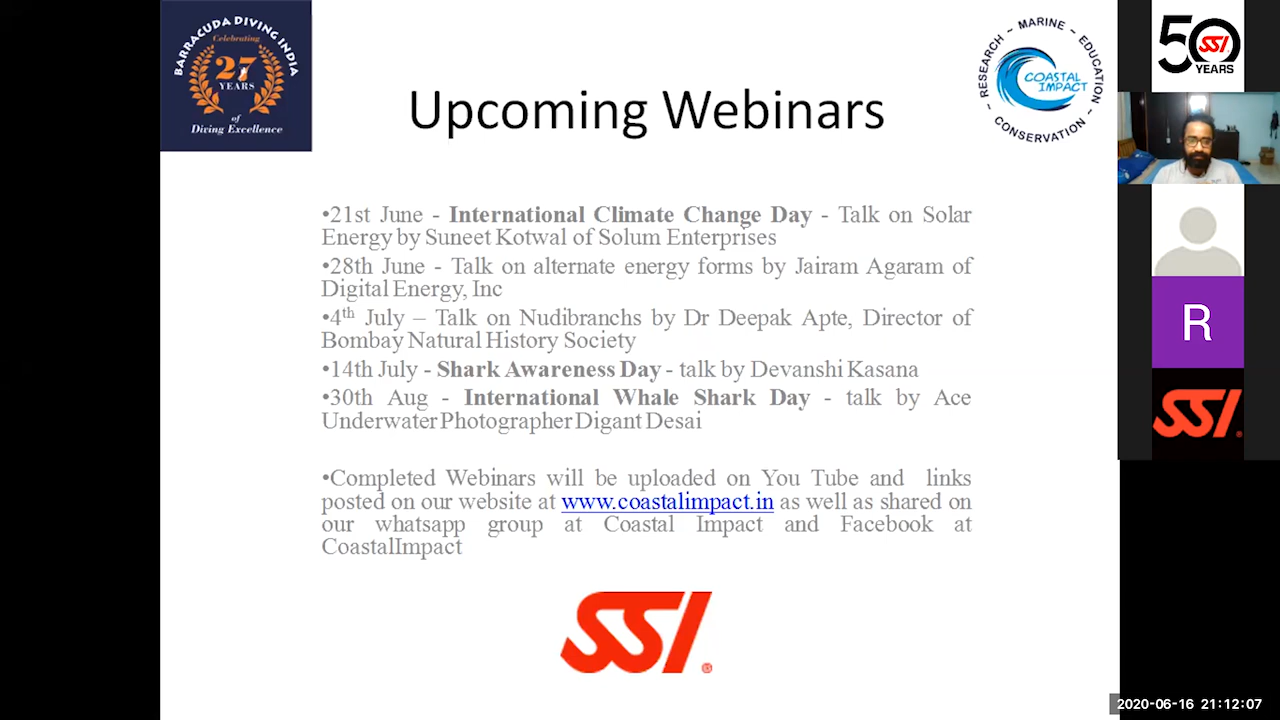 BARRACUDA DIVING INDIA
Celebrating
27
YEARS
of
Diving Excellence
Upcoming Webinars
RESEARCH ~ MARINE ~ EDUCATION ~ CONSERVATION ~
COASTAL
IMPACT
50
SSI
YEARS
•21st June - International Climate Change Day - Talk on Solar
Energy by Suneet Kotwal of Solum Enterprises
•28th June - Talk on alternate energy forms by Jairam Agaram of
Digital Energy, Inc
•4th July – Talk on Nudibranchs by Dr Deepak Apte, Director of
Bombay Natural History Society
•14th July - Shark Awareness Day - talk by Devanshi Kasana
•30th Aug - International Whale Shark Day - talk by Ace
Underwater Photographer Digant Desai
•Completed Webinars will be uploaded on You Tube and links
posted on our website at www.coastalimpact.in as well as shared on
our whatsapp group at Coastal Impact and Facebook at
CoastalImpact
SSI®
R
SSI®
2020-06-16 21:12:07